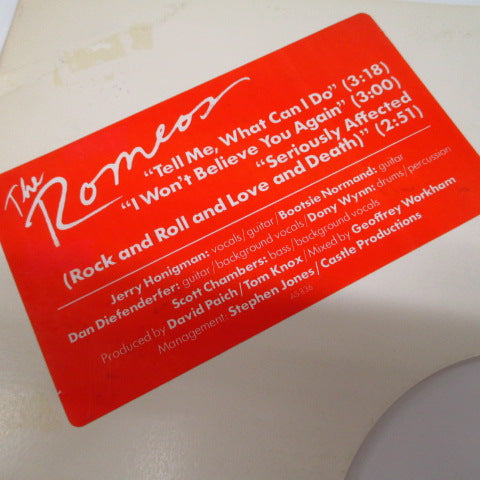 The
Romeos
“Tell Me, What Can I Do” (3:18)
“I Won't Believe You Again” (3:00)
“Seriously Affected
(Rock and Roll and Love and Death)” (2:51)
Jerry Honigman: vocals/guitar/Bootsie Normand: guitar
Dan Diefenderfer: guitar/background vocals/Dony Wynn: drums/percussion
Scott Chambers: bass/background vocals
Produced by David Paich/Tom Knox/Mixed by Geoffrey Workham
Management: Stephen Jones/Castle Productions
AS 836